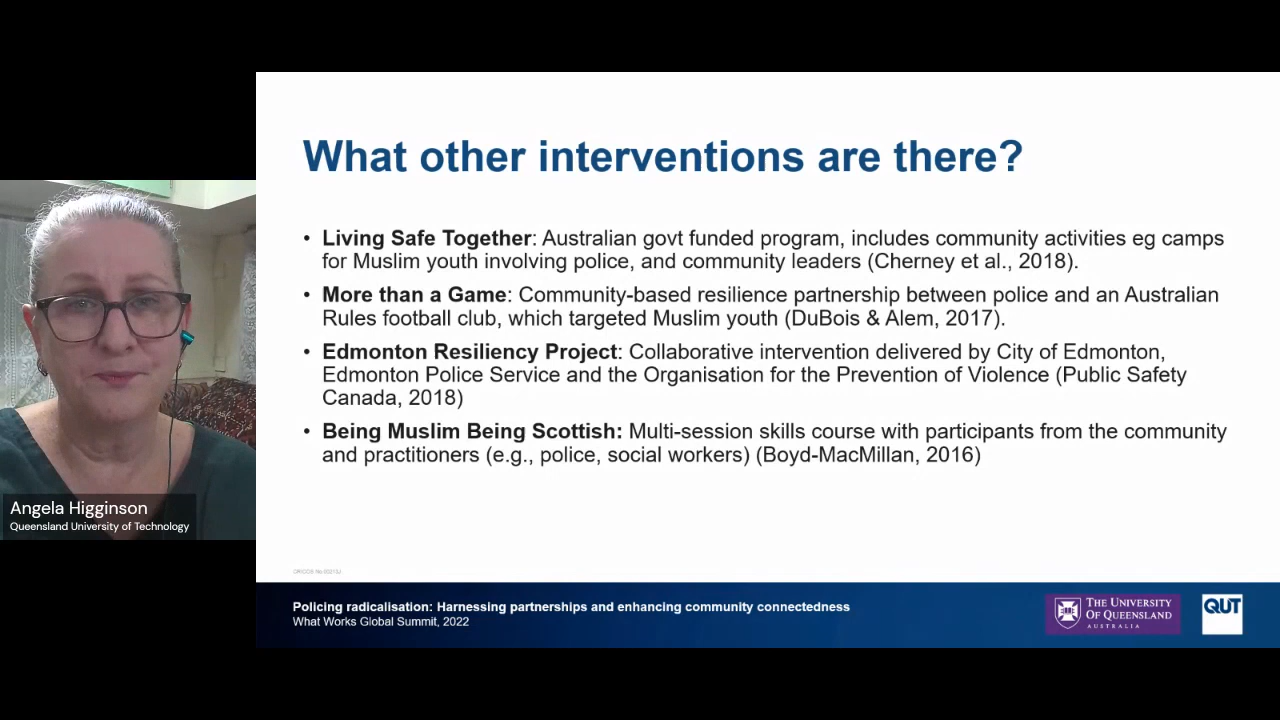 What other interventions are there?
• Living Safe Together: Australian govt funded program, includes community activities eg camps
for Muslim youth involving police, and community leaders (Cherney et al., 2018).
• More than a Game: Community-based resilience partnership between police and an Australian
Rules football club, which targeted Muslim youth (DuBois & Alem, 2017).
• Edmonton Resiliency Project: Collaborative intervention delivered by City of Edmonton,
Edmonton Police Service and the Organisation for the Prevention of Violence (Public Safety
Canada, 2018)
• Being Muslim Being Scottish: Multi-session skills course with participants from the community
and practitioners (e.g., police, social workers) (Boyd-MacMillan, 2016)
Angela Higginson
Queensland University of Technology
Policing radicalisation: Harnessing partnerships and enhancing community connectedness
What Works Global Summit, 2022
THE UNIVERSITY
OF QUEENSLAND
AUSTRALIA
QUT